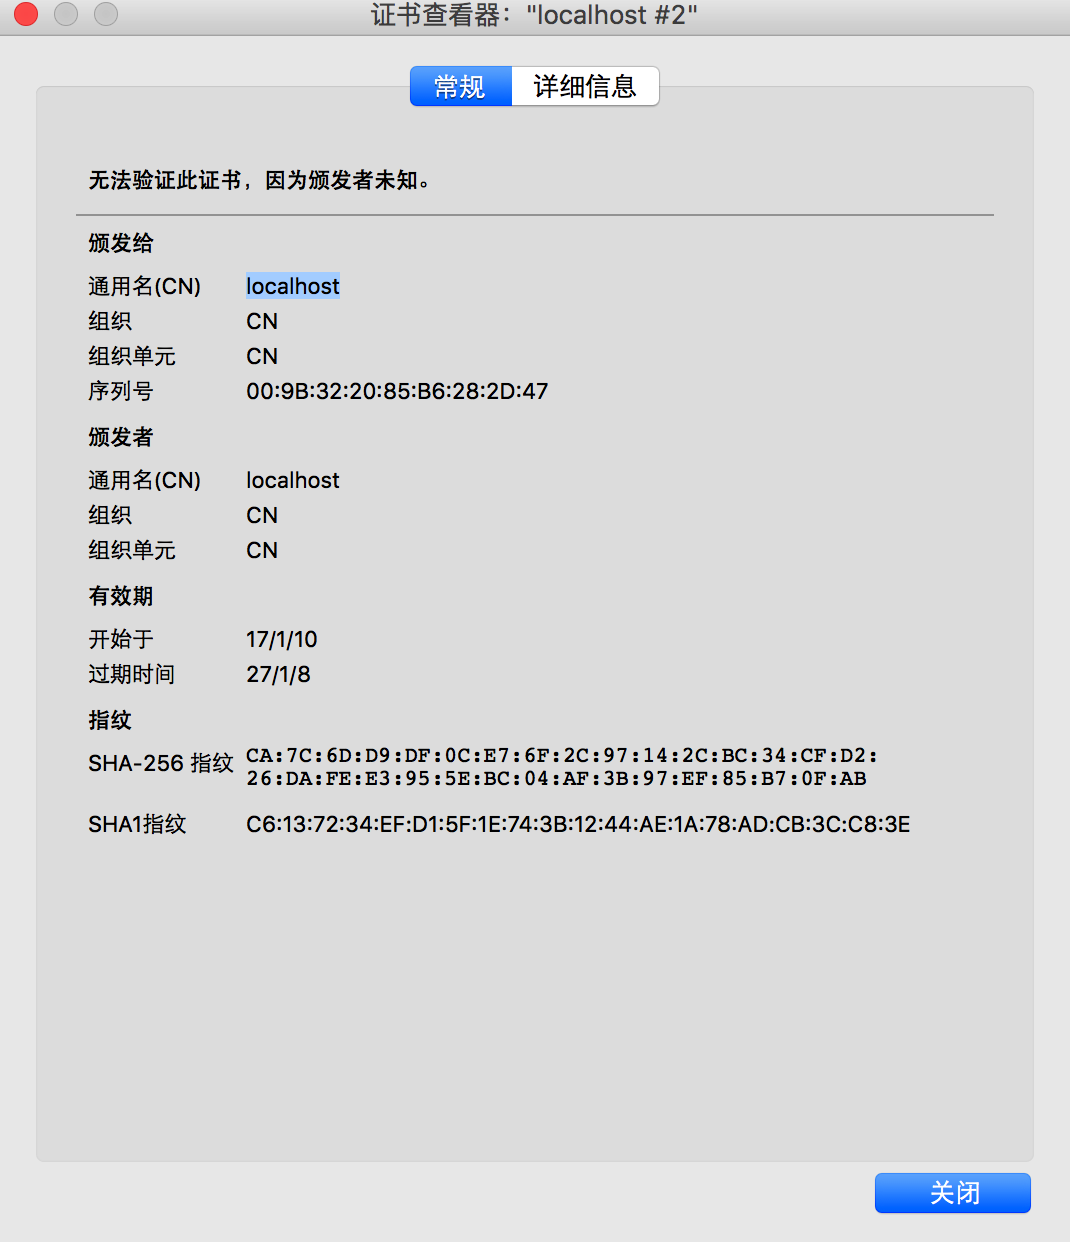 证书查看器："localhost #2"
常规 详细信息
无法验证此证书，因为颁发者未知。
颁发给
通用名(CN) localhost
组织 CN
组织单元 CN
序列号 00:9B:32:20:85:B6:28:2D:47
颁发者
通用名(CN) localhost
组织 CN
组织单元 CN
有效期
开始于 17/1/10
过期时间 27/1/8
指纹
SHA-256 指纹 CA:7C:6D:D9:DF:0C:E7:6F:2C:97:14:2C:BC:34:CF:D2:
26:DA:FE:E3:95:5E:BC:04:AF:3B:97:EF:85:B7:0F:AB
SHA1指纹 C6:13:72:34:EF:D1:5F:1E:74:3B:12:44:AE:1A:78:AD:CB:3C:C8:3E
关闭